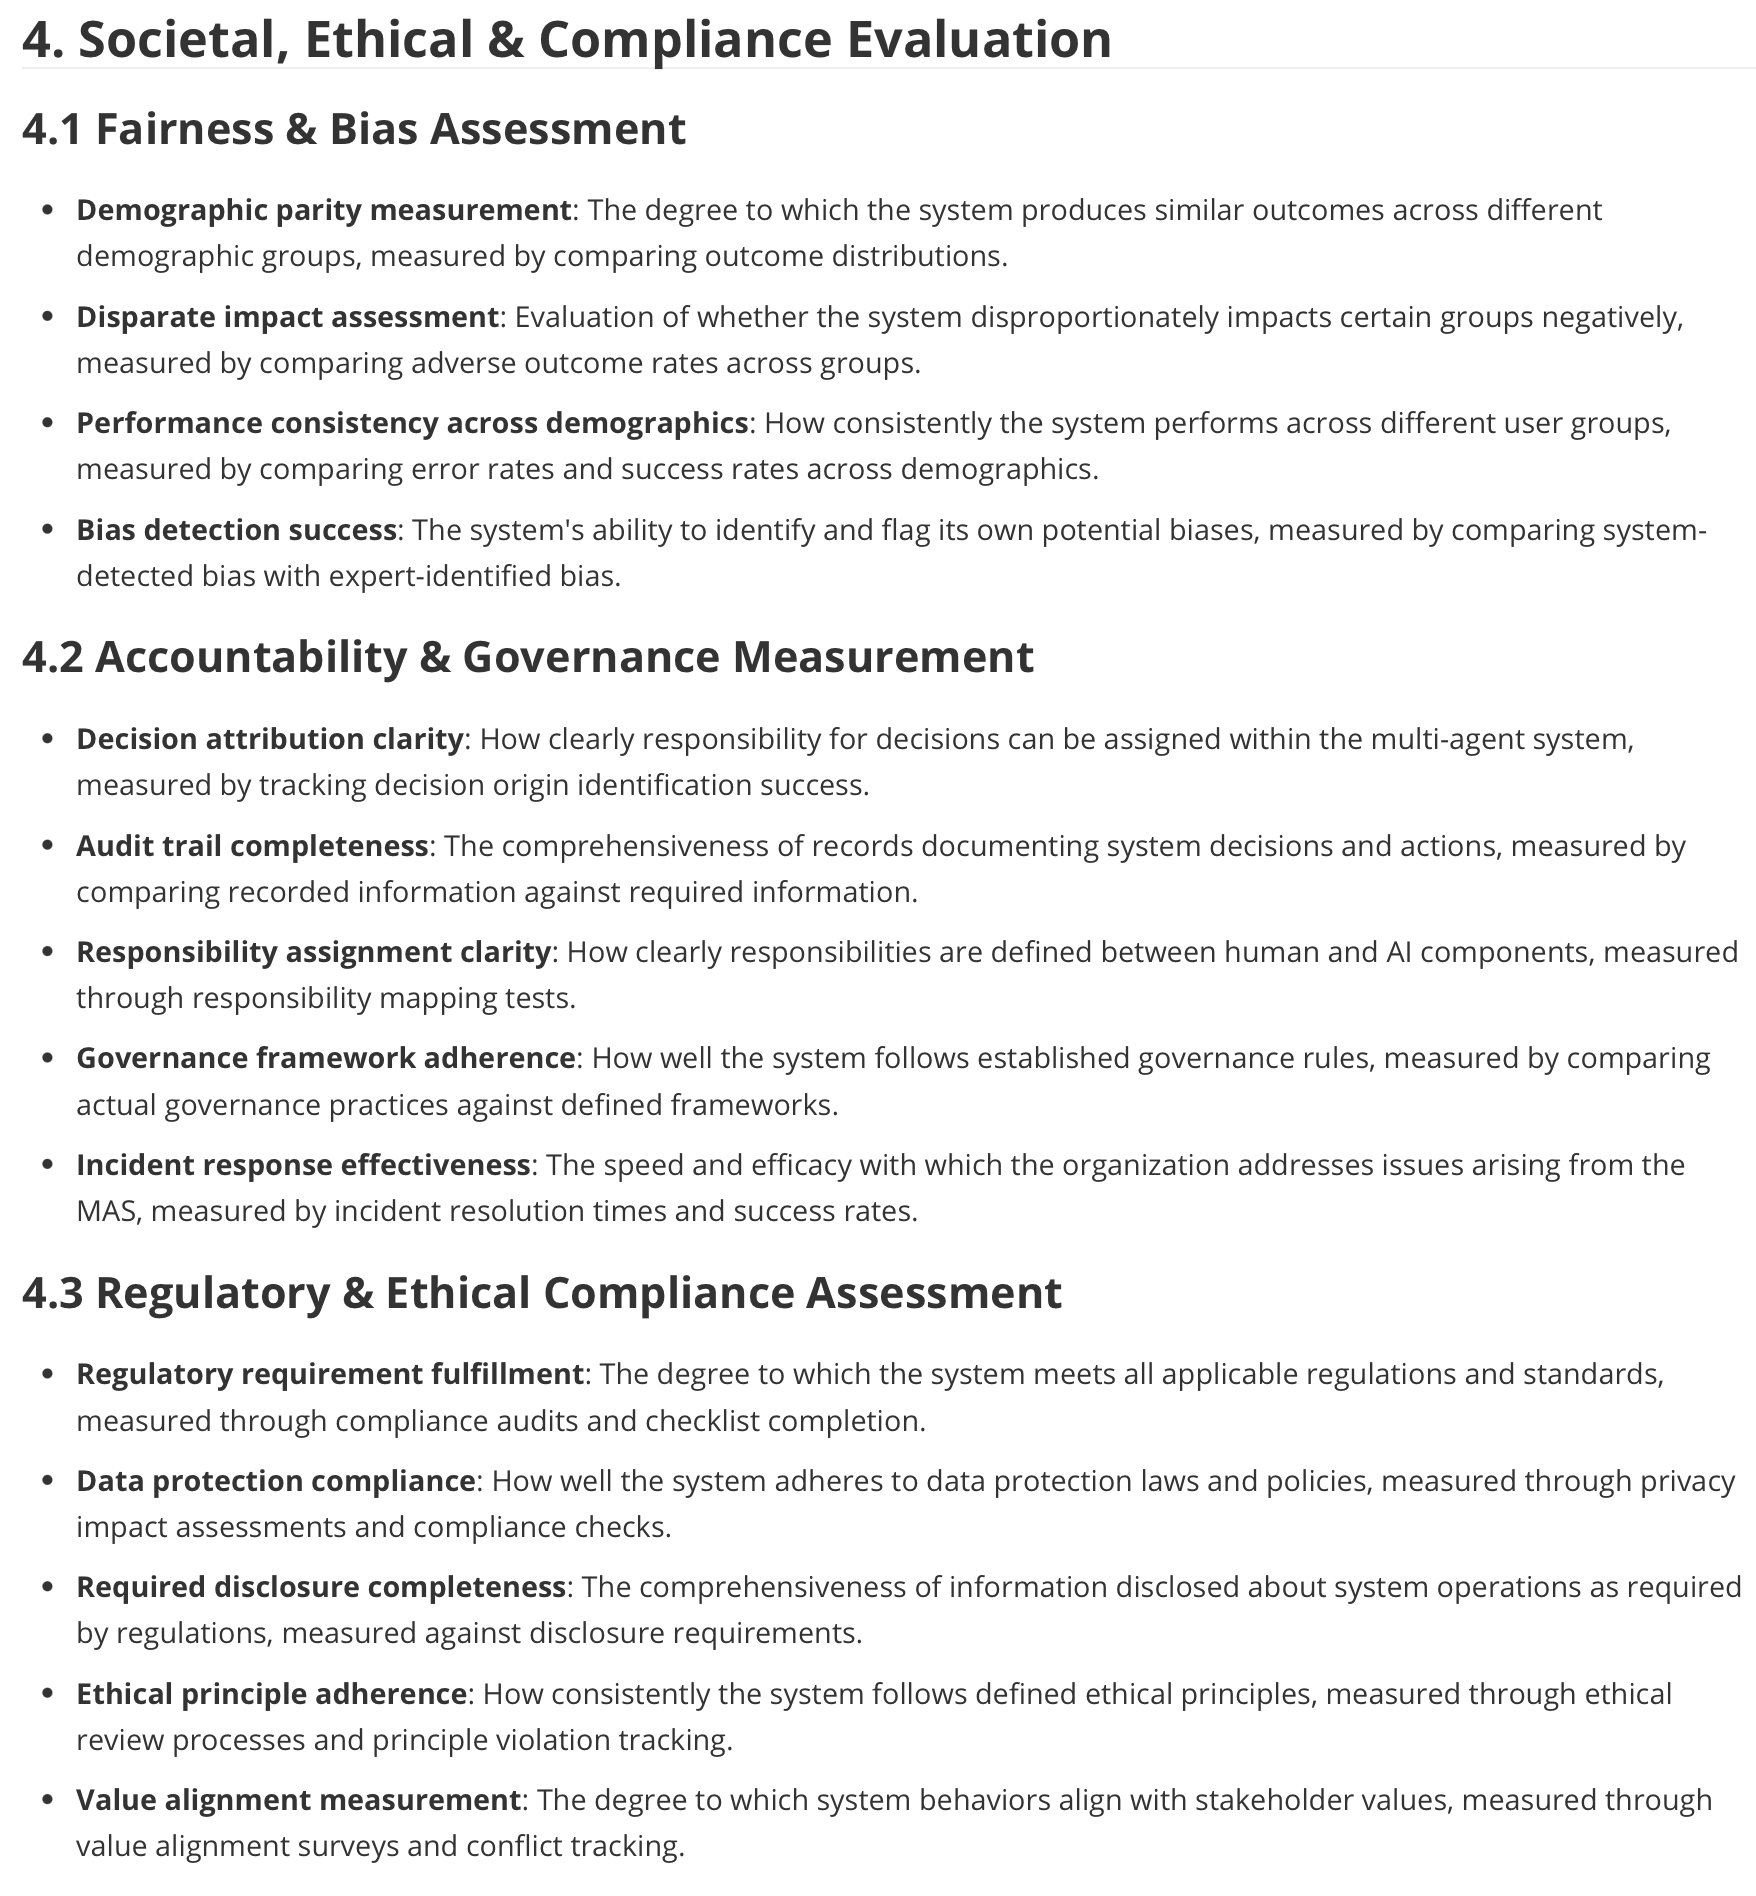 4. Societal, Ethical & Compliance Evaluation
4.1 Fairness & Bias Assessment
• Demographic parity measurement: The degree to which the system produces similar outcomes across different
demographic groups, measured by comparing outcome distributions.
• Disparate impact assessment: Evaluation of whether the system disproportionately impacts certain groups negatively,
measured by comparing adverse outcome rates across groups.
• Performance consistency across demographics: How consistently the system performs across different user groups,
measured by comparing error rates and success rates across demographics.
• Bias detection success: The system's ability to identify and flag its own potential biases, measured by comparing system-
detected bias with expert-identified bias.
4.2 Accountability & Governance Measurement
• Decision attribution clarity: How clearly responsibility for decisions can be assigned within the multi-agent system,
measured by tracking decision origin identification success.
• Audit trail completeness: The comprehensiveness of records documenting system decisions and actions, measured by
comparing recorded information against required information.
• Responsibility assignment clarity: How clearly responsibilities are defined between human and AI components, measured
through responsibility mapping tests.
• Governance framework adherence: How well the system follows established governance rules, measured by comparing
actual governance practices against defined frameworks.
• Incident response effectiveness: The speed and efficacy with which the organization addresses issues arising from the
MAS, measured by incident resolution times and success rates.
4.3 Regulatory & Ethical Compliance Assessment
• Regulatory requirement fulfillment: The degree to which the system meets all applicable regulations and standards,
measured through compliance audits and checklist completion.
• Data protection compliance: How well the system adheres to data protection laws and policies, measured through privacy
impact assessments and compliance checks.
• Required disclosure completeness: The comprehensiveness of information disclosed about system operations as required
by regulations, measured against disclosure requirements.
• Ethical principle adherence: How consistently the system follows defined ethical principles, measured through ethical
review processes and principle violation tracking.
• Value alignment measurement: The degree to which system behaviors align with stakeholder values, measured through
value alignment surveys and conflict tracking.